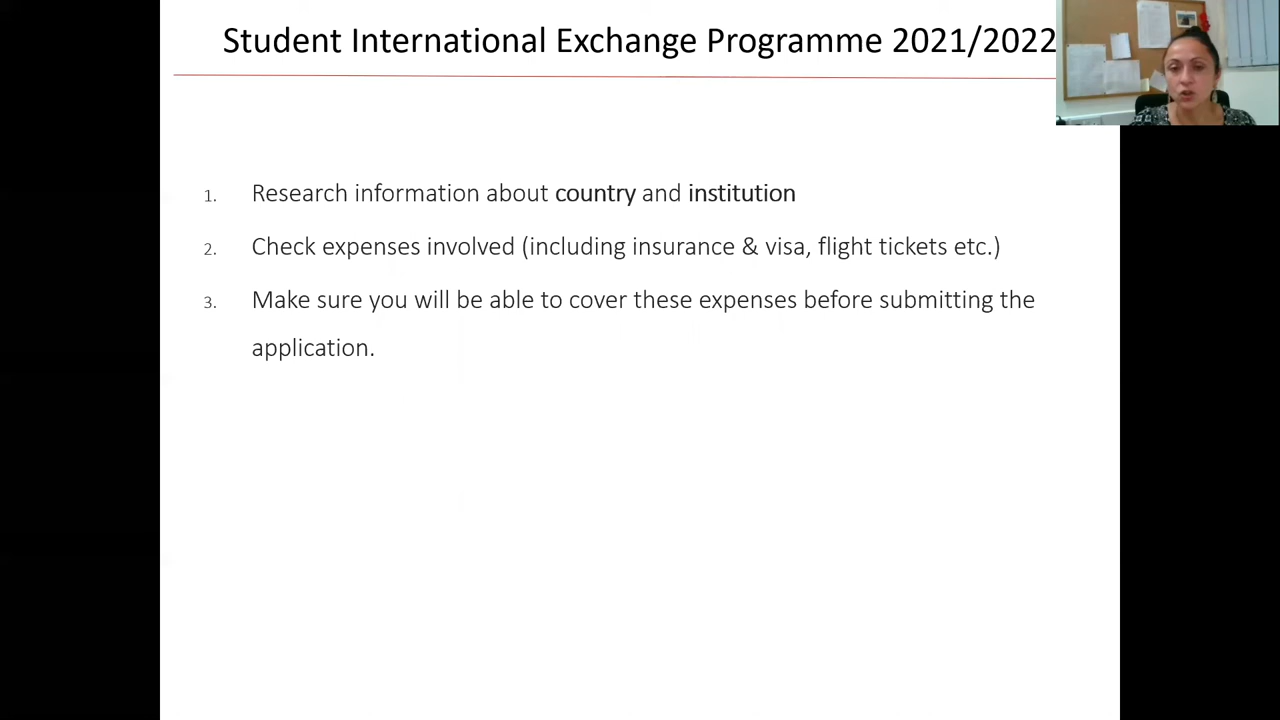 Student International Exchange Programme 2021/2022
1. Research information about country and institution
2. Check expenses involved (including insurance & visa, flight tickets etc.)
3. Make sure you will be able to cover these expenses before submitting the
application.